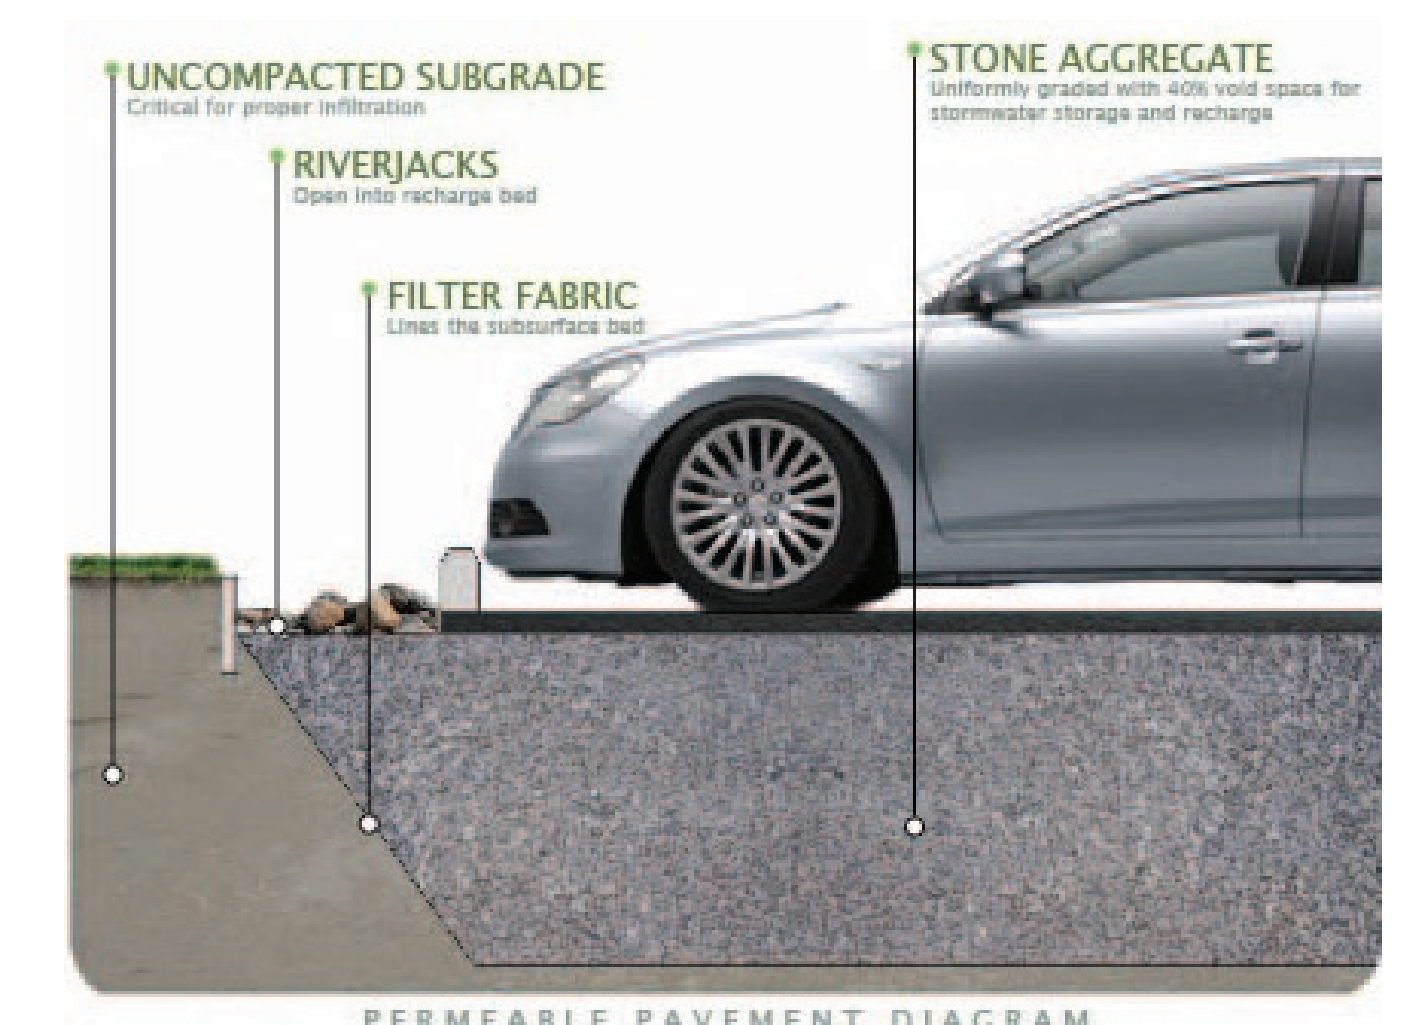 UNCOMPACTED SUBGRADE
Critical for proper infiltration
RIVERJACKS
Open into recharge bed
FILTER FABRIC
Lines the subsurface bed
STONE AGGREGATE
Uniformly graded with 40% void space for
stormwater storage and recharge
PERMEABLE PAVEMENT DIAGRAM